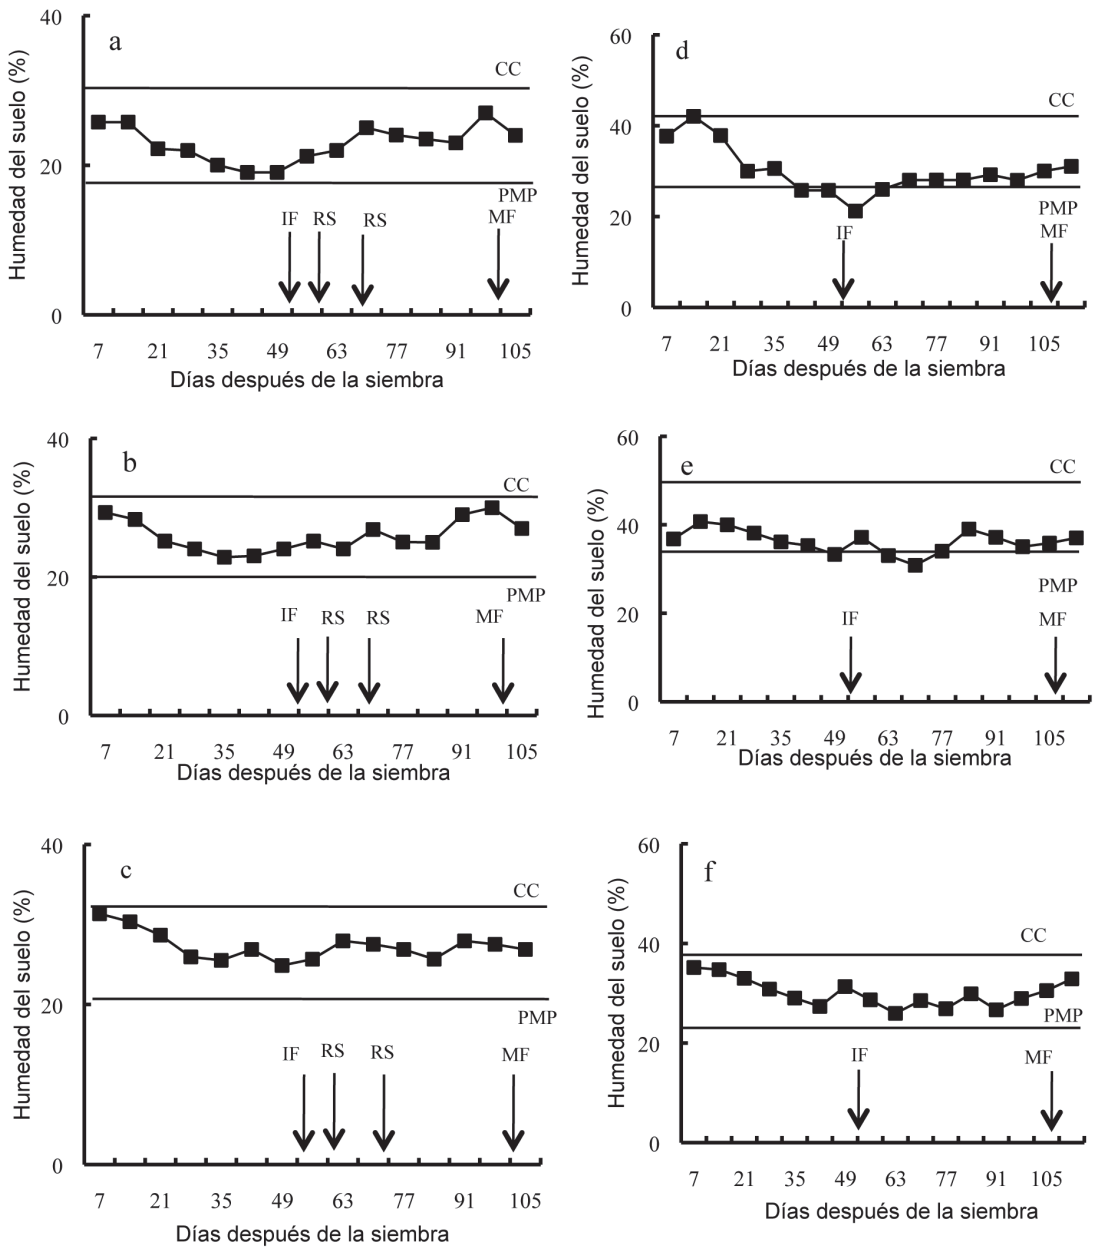 40
a
CC
20
PMP
IF RS RS MF
0
7 21 35 49 63 77 91 105
Días después de la siembra
Humedad del suelo (%)
60
d
CC
40
20
PMP
IF MF
0
7 21 35 49 63 77 91 105
Días después de la siembra
Humedad del suelo (%)
40
b
CC
20
PMP
IF RS RS MF
0
7 21 35 49 63 77 91 105
Días después de la siembra
Humedad del suelo (%)
60
e
CC
40
PMP
20
IF MF
0
7 21 35 49 63 77 91 105
Días después de la siembra
Humedad del suelo (%)
40
c
CC
20
PMP
IF RS RS MF
0
7 21 35 49 63 77 91 105
Días después de la siembra
Humedad del suelo (%)
60
f
CC
40
PMP
20
IF MF
0
7 21 35 49 63 77 91 105
Días después de la siembra
Humedad del suelo (%)